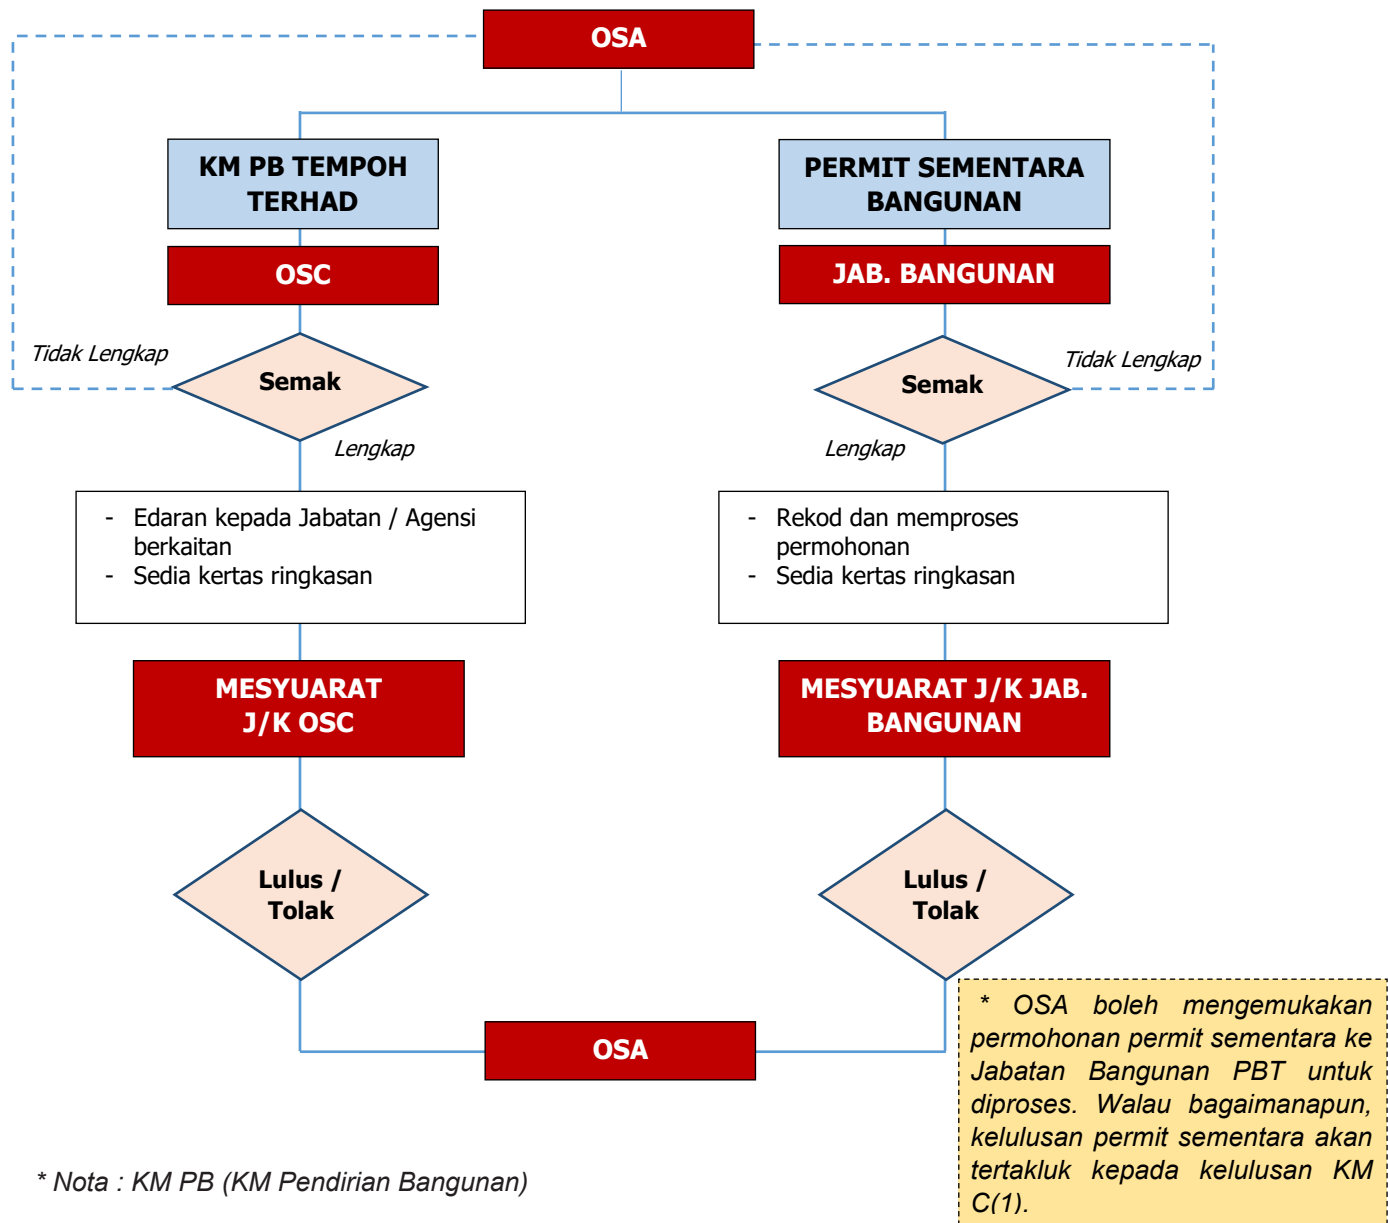 OSA
KM PB TEMPOH
TERHAD
PERMIT SEMENTARA
BANGUNAN
OSC
JAB. BANGUNAN
Tidak Lengkap
Semak
Tidak Lengkap
Semak
Lengkap
Lengkap
- Edaran kepada Jabatan / Agensi
berkaitan
- Sedia kertas ringkasan
- Rekod dan memproses
permohonan
- Sedia kertas ringkasan
MESYUARAT
J/K OSC
MESYUARAT J/K JAB.
BANGUNAN
Lulus /
Tolak
Lulus /
Tolak
OSA
* OSA boleh mengemukakan
permohonan permit sementara ke
Jabatan Bangunan PBT untuk
diproses. Walau bagaimanapun,
kelulusan permit sementara akan
tertakluk kepada kelulusan KM
C(1).
* Nota : KM PB (KM Pendirian Bangunan)